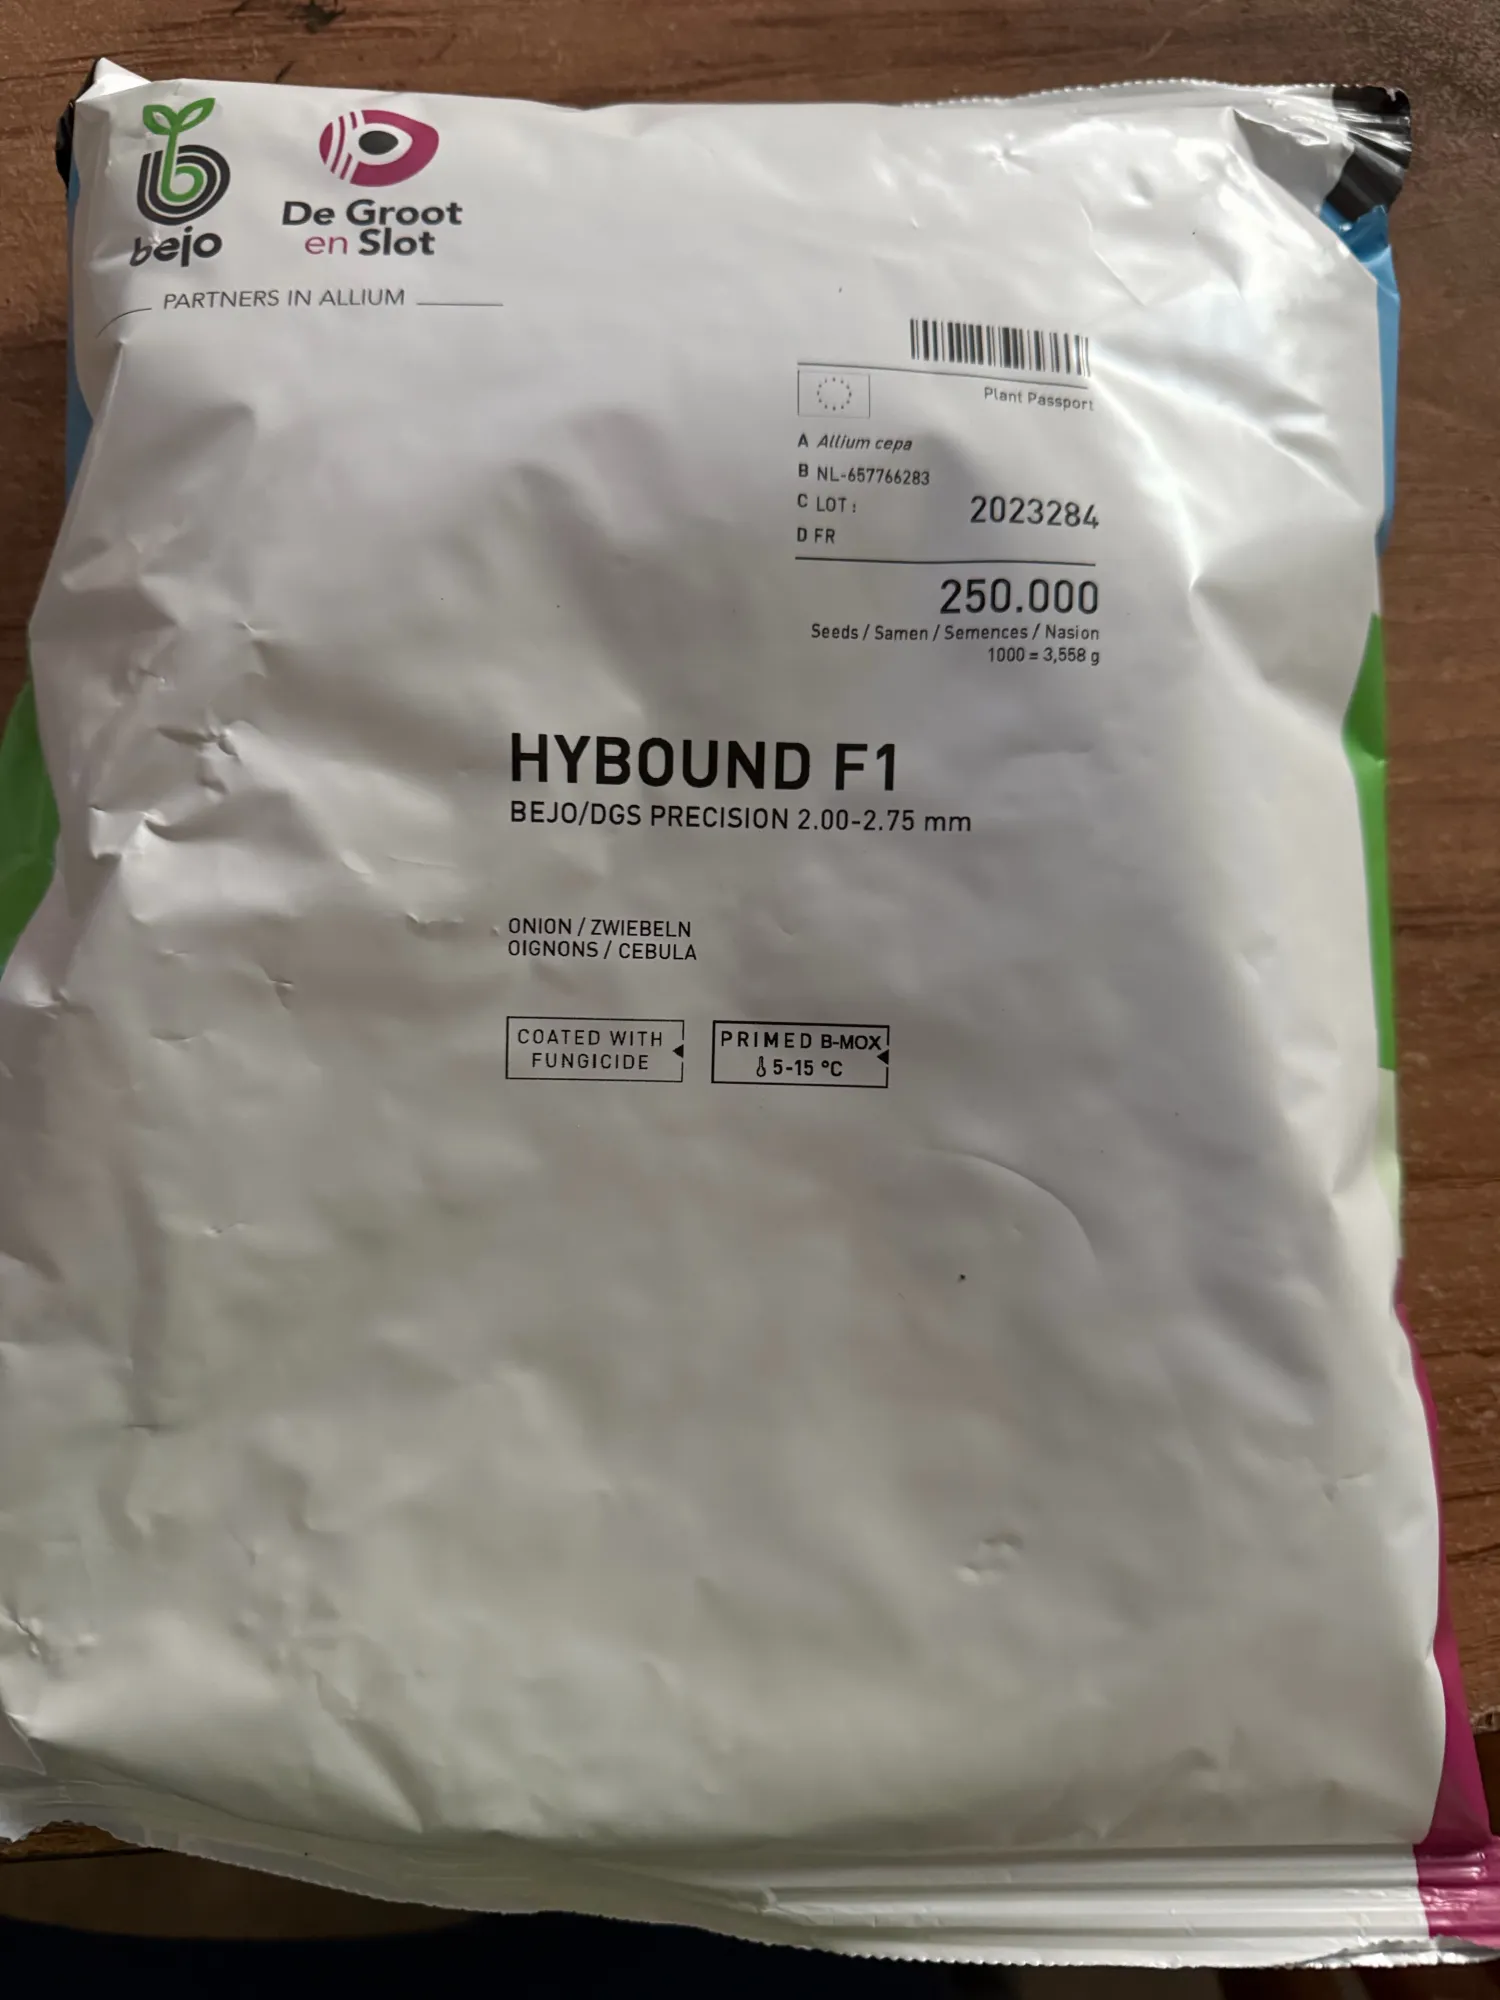 bejo
De Groot
en Slot
PARTNERS IN ALLIUM
Plant Passport
A Allium cepa
B NL-657766283
C LOT: 2023284
D FR
250.000
Seeds / Samen / Semences / Nasion
1000 = 3,558 g
HYBOUND F1
BEJO/DGS PRECISION 2.00-2.75 mm
ONION / ZWIEBELN
OIGNONS / CEBULA
COATED WITH
FUNGICIDE
PRIMED B-MOX
5-15 °C